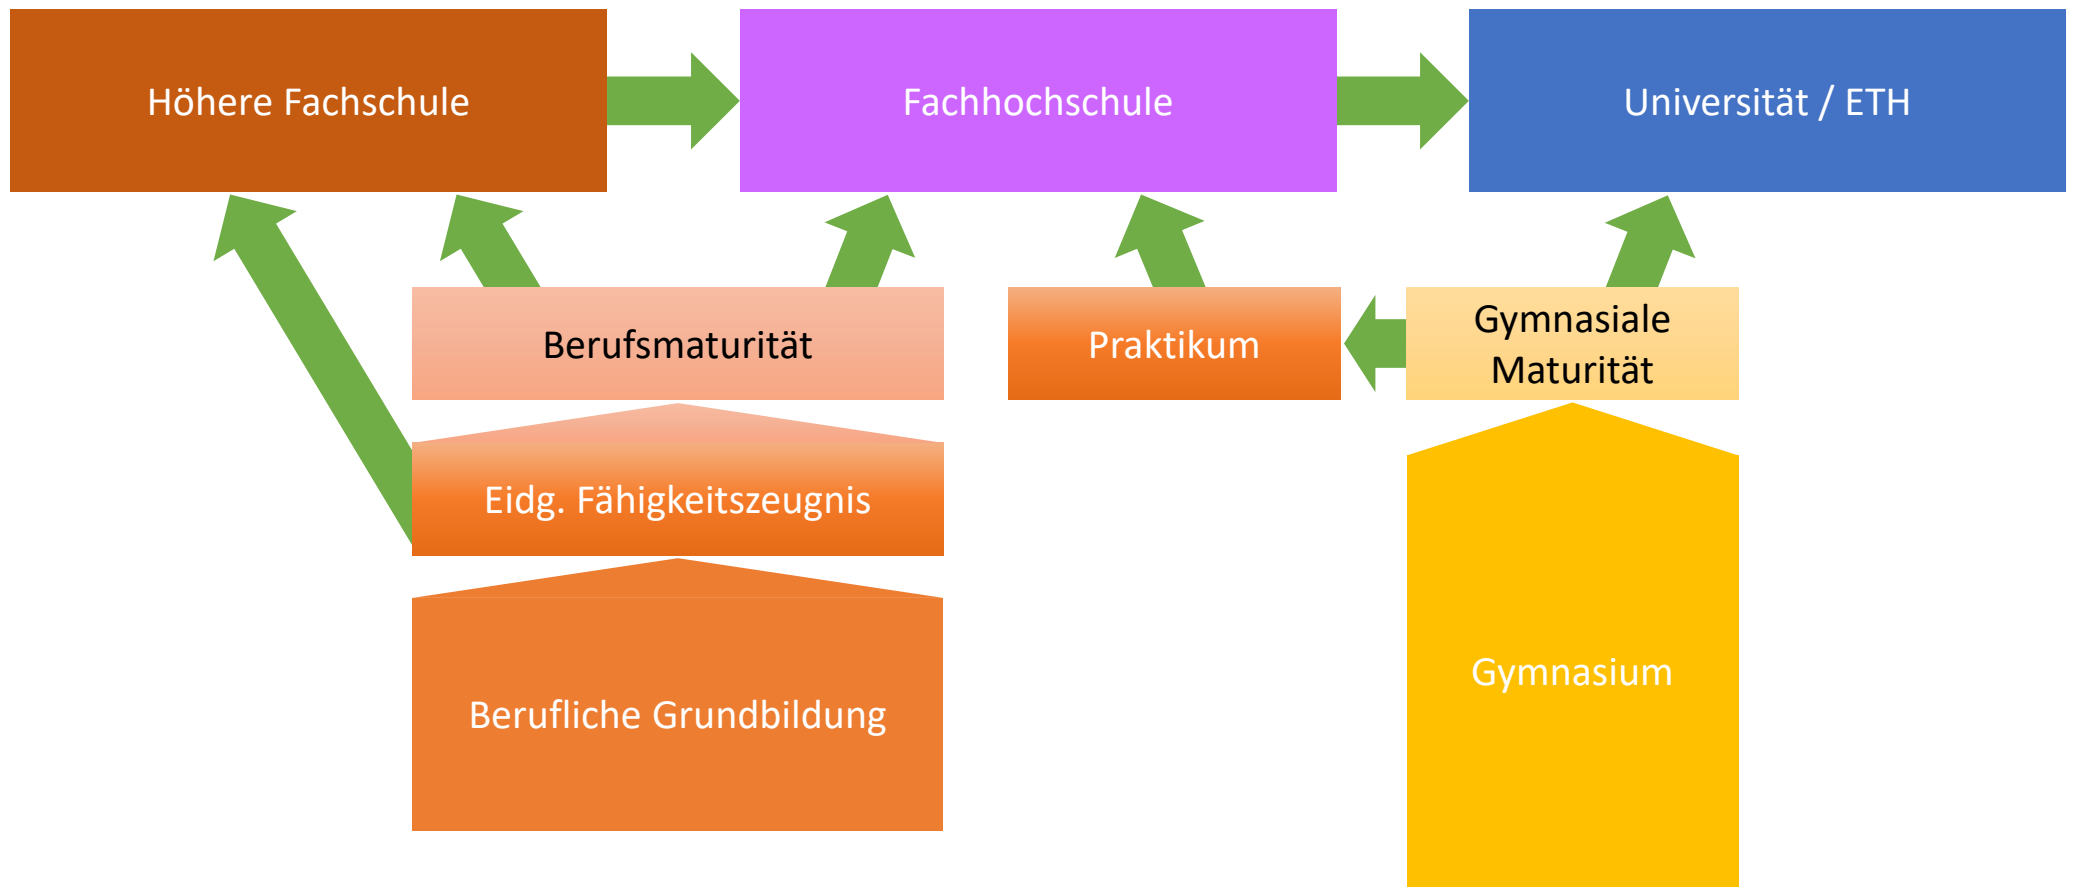 Höhere Fachschule
Fachhochschule
Universität / ETH
Berufsmaturität
Praktikum
Gymnasiale
Maturität
Eidg. Fähigkeitszeugnis
Berufliche Grundbildung
Gymnasium